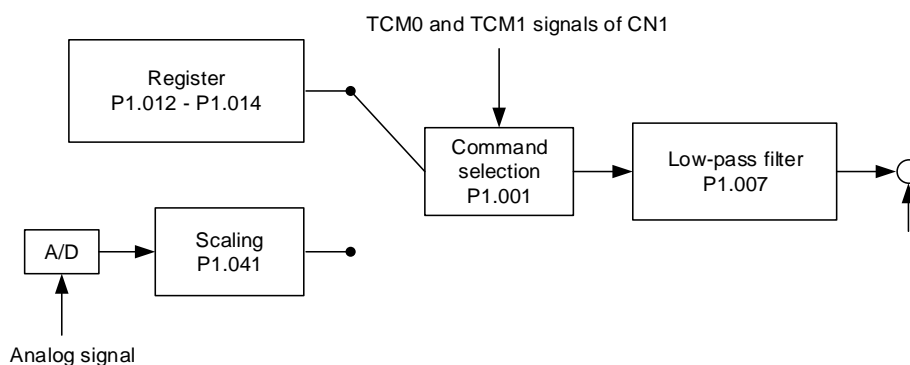 TCM0 and TCM1 signals of CN1
Register
P1.012 - P1.014
Command
selection
P1.001
Low-pass filter
P1.007
Scaling
P1.041
A/D
Analog signal